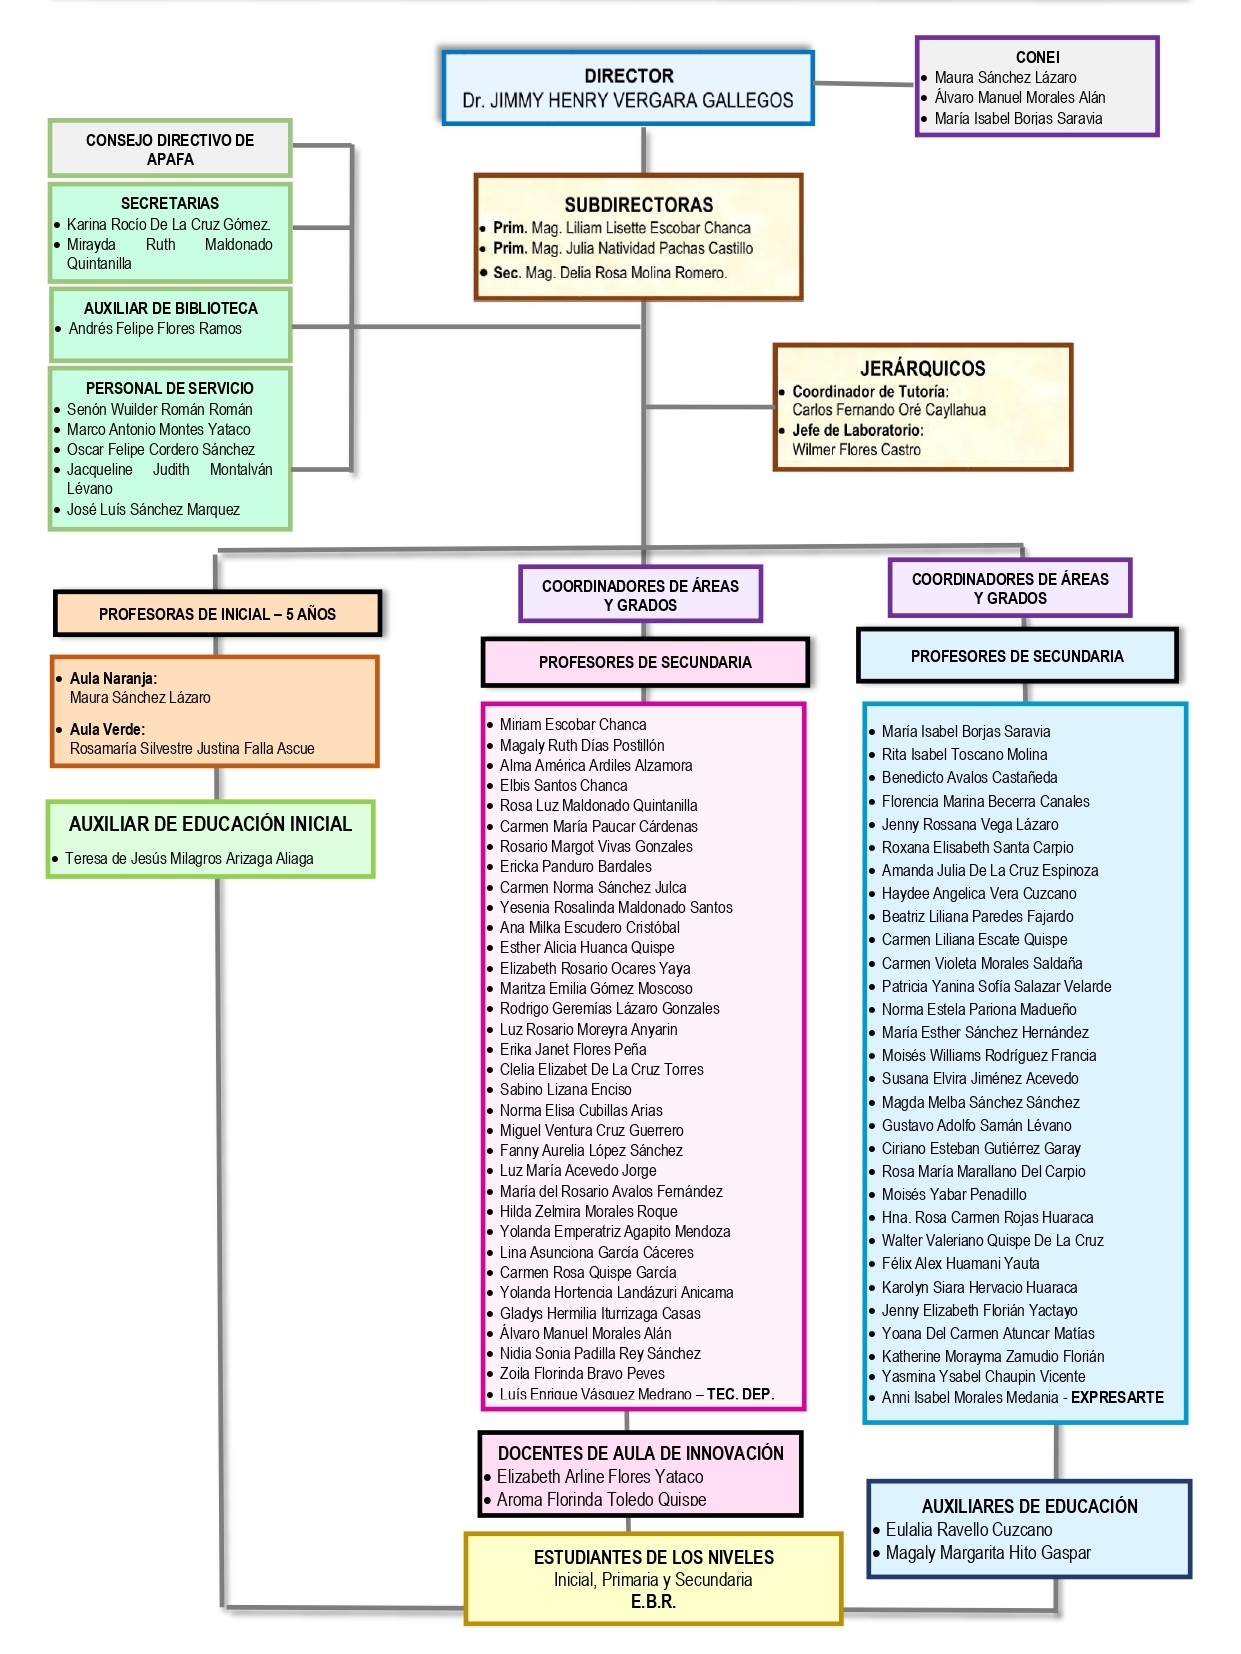 DIRECTOR
Dr. JIMMY HENRY VERGARA GALLEGOS
CONEI
• Maura Sánchez Lázaro
• Álvaro Manuel Morales Alán
• María Isabel Borjas Saravia
CONSEJO DIRECTIVO DE
APAFA
SECRETARIAS
• Karina Rocío De La Cruz Gómez.
• Mirayda Ruth Maldonado
Quintanilla
AUXILIAR DE BIBLIOTECA
• Andrés Felipe Flores Ramos
PERSONAL DE SERVICIO
• Senón Wuilder Román Román
• Marco Antonio Montes Yataco
• Oscar Felipe Cordero Sánchez
• Jacqueline Judith Montalván
Lévano
• José Luís Sánchez Marquez
SUBDIRECTORAS
• Prim. Mag. Liliam Lisette Escobar Chanca
• Prim. Mag. Julia Natividad Pachas Castillo
• Sec. Mag. Delia Rosa Molina Romero.
JERÁRQUICOS
• Coordinador de Tutoría:
Carlos Fernando Oré Cayllahua
• Jefe de Laboratorio:
Wilmer Flores Castro
PROFESORAS DE INICIAL – 5 AÑOS
• Aula Naranja:
Maura Sánchez Lázaro
• Aula Verde:
Rosamaría Silvestre Justina Falla Ascue
AUXILIAR DE EDUCACIÓN INICIAL
• Teresa de Jesús Milagros Arizaga Aliaga
COORDINADORES DE ÁREAS
Y GRADOS
PROFESORES DE SECUNDARIA
• Miriam Escobar Chanca
• Magaly Ruth Días Postillón
• Alma América Ardiles Alzamora
• Elbis Santos Chanca
• Rosa Luz Maldonado Quintanilla
• Carmen María Paucar Cárdenas
• Rosario Margot Vivas Gonzales
• Ericka Panduro Bardales
• Carmen Norma Sánchez Julca
• Yesenia Rosalinda Maldonado Santos
• Ana Milka Escudero Cristóbal
• Esther Alicia Huanca Quispe
• Elizabeth Rosario Ocares Yaya
• Maritza Emilia Gómez Moscoso
• Rodrigo Geremías Lázaro Gonzales
• Luz Rosario Moreyra Anyarin
• Erika Janet Flores Peña
• Clelia Elizabet De La Cruz Torres
• Sabino Lizana Enciso
• Norma Elisa Cubillas Arias
• Miguel Ventura Cruz Guerrero
• Fanny Aurelia López Sánchez
• Luz María Acevedo Jorge
• María del Rosario Avalos Fernández
• Hilda Zelmira Morales Roque
• Yolanda Emperatriz Agapito Mendoza
• Lina Asunciona García Cáceres
• Carmen Rosa Quispe García
• Yolanda Hortencia Landázuri Anicama
• Gladys Hermilia Iturrizaga Casas
• Álvaro Manuel Morales Alán
• Nidia Sonia Padilla Rey Sánchez
• Zoila Florinda Bravo Peves
• Luís Enrique Vásquez Medrano – TEC. DEP.
DOCENTES DE AULA DE INNOVACIÓN
• Elizabeth Arline Flores Yataco
• Aroma Florinda Toledo Quispe
COORDINADORES DE ÁREAS
Y GRADOS
PROFESORES DE SECUNDARIA
• María Isabel Borjas Saravia
• Rita Isabel Toscano Molina
• Benedicto Avalos Castañeda
• Florencia Marina Becerra Canales
• Jenny Rossana Vega Lázaro
• Roxana Elisabeth Santa Carpio
• Amanda Julia De La Cruz Espinoza
• Haydee Angelica Vera Cuzcano
• Beatriz Liliana Paredes Fajardo
• Carmen Liliana Escate Quispe
• Carmen Violeta Morales Saldaña
• Patricia Yanina Sofía Salazar Velarde
• Norma Estela Pariona Madueño
• María Esther Sánchez Hernández
• Moisés Williams Rodríguez Francia
• Susana Elvira Jiménez Acevedo
• Magda Melba Sánchez Sánchez
• Gustavo Adolfo Samán Lévano
• Ciriano Esteban Gutiérrez Garay
• Rosa María Marallano Del Carpio
• Moisés Yabar Penadillo
• Hna. Rosa Carmen Rojas Huaraca
• Walter Valeriano Quispe De La Cruz
• Félix Alex Huamani Yauta
• Karolyn Siara Hervacio Huaraca
• Jenny Elizabeth Florián Yactayo
• Yoana Del Carmen Atuncar Matías
• Katherine Morayma Zamudio Florián
• Yasmina Ysabel Chaupin Vicente
• Anni Isabel Morales Medania - EXPRESARTE
AUXILIARES DE EDUCACIÓN
• Eulalia Ravello Cuzcano
• Magaly Margarita Hito Gaspar
ESTUDIANTES DE LOS NIVELES
Inicial, Primaria y Secundaria
E.B.R.